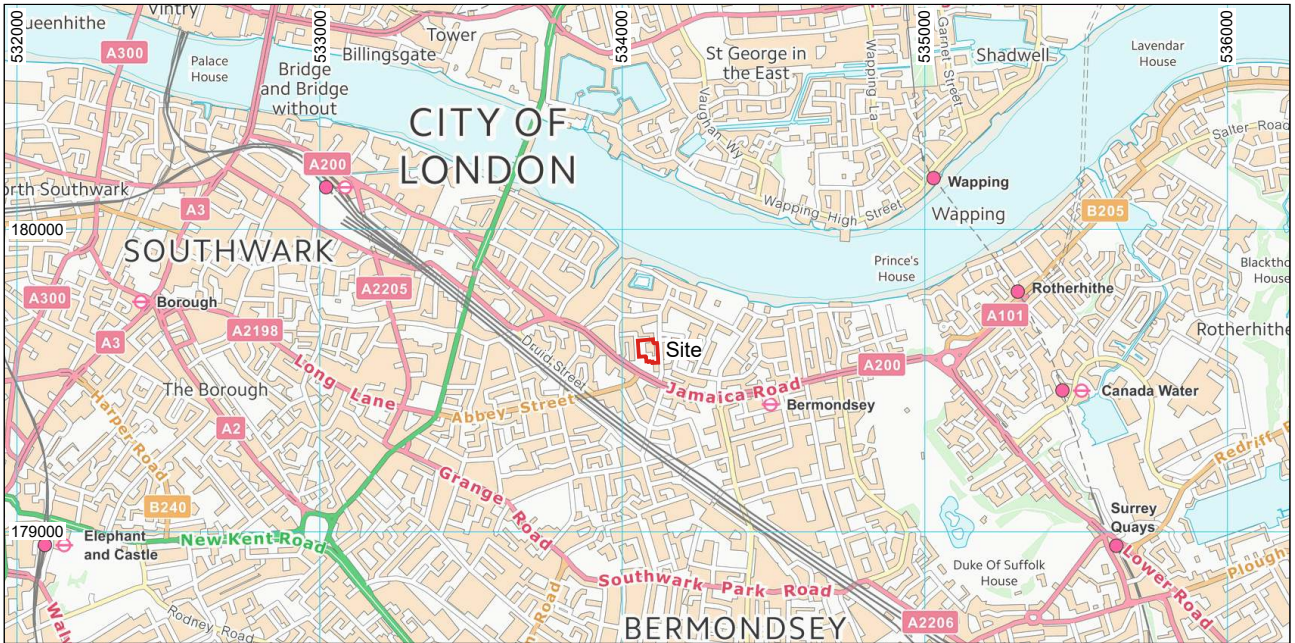 532000
533000
534000
535000
536000
ueenhithe
Vintry
A300
Palace
House
Tower
Billingsgate
Bridge
and Bridge
without
CITY OF
LONDON
St George in
the East
Vaughan Wy
Wapping La
Garnet Street
Shadwell
Lavendar
House
Salter Road
orth Southwark
A200
A3
Wapping High Street
Wapping
Wapping
B205
180000
SOUTHWARK
Prince's
House
Blacktho
House
A300
Borough
A2205
Rotherhithe
A101
Rotherhithe
A3
A2198
Druid Street
Site
The Borough
Long Lane
Jamaica Road
A200
Canada Water
Harper Road
A2
Abbey Street
Bermondsey
Grange Road
Redriff
B240
179000
Elephant
and Castle
New Kent Road
Surrey
Quays
Duke Of Suffolk
House
Lower Road
Plough
Southwark Park Road
Rodney Road
Wal
Road
BERMONDSEY
A2206